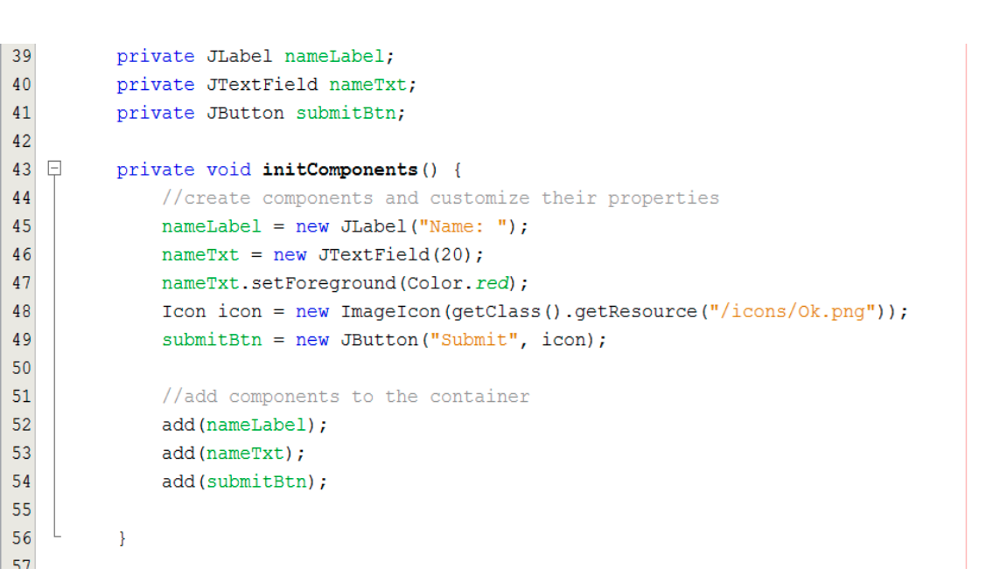 39 private JLabel nameLabel;
40 private JTextField nameTxt;
41 private JButton submitBtn;
42
43 private void initComponents() {
44 //create components and customize their properties
45 nameLabel = new JLabel("Name: ");
46 nameTxt = new JTextField(20);
47 nameTxt.setForeground(Color.red);
48 Icon icon = new ImageIcon(getClass().getResource("/icons/Ok.png"));
49 submitBtn = new JButton("Submit", icon);
50
51 //add components to the container
52 add(nameLabel);
53 add(nameTxt);
54 add(submitBtn);
55
56 }
57